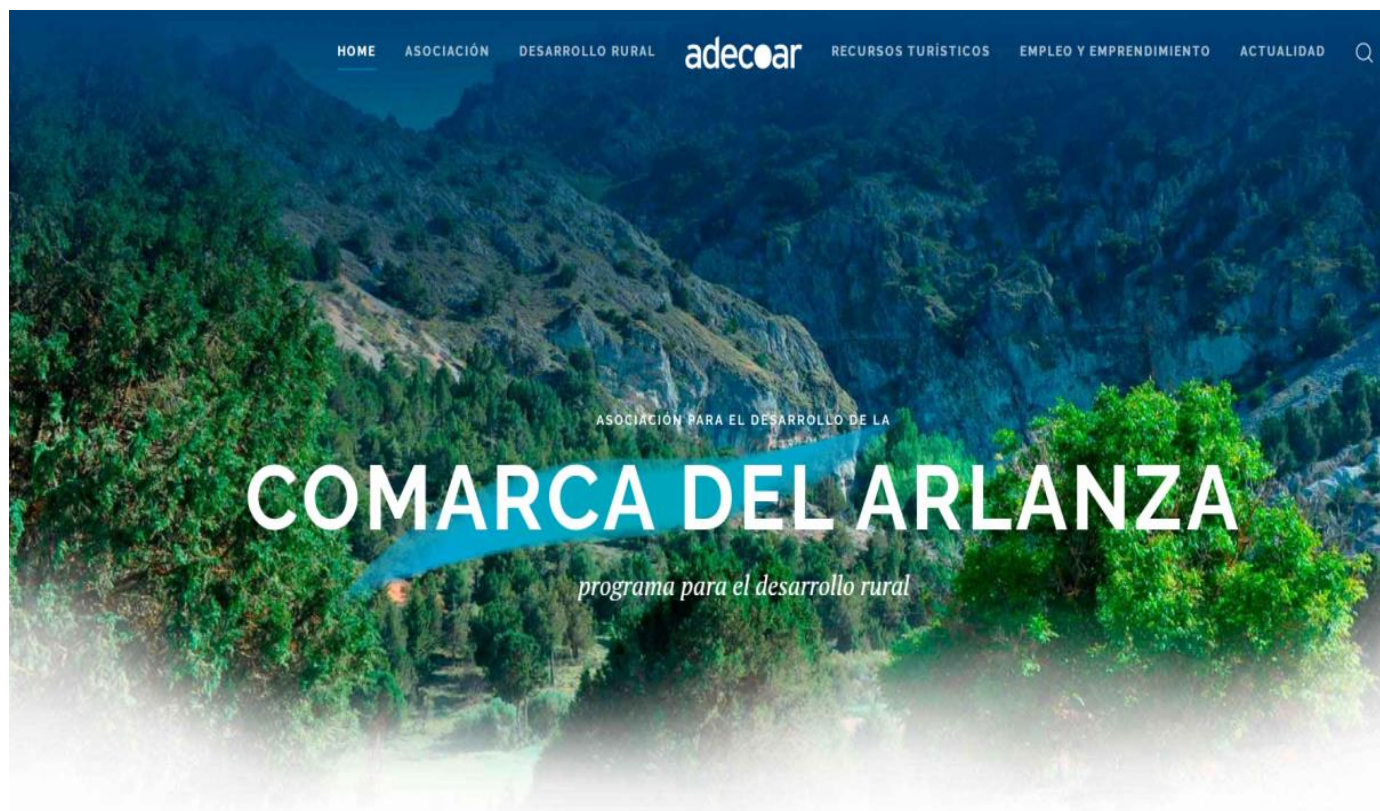 HOME ASOCIACIÓN DESARROLLO RURAL adecoar RECURSOS TURÍSTICOS EMPLEO Y EMPRENDIMIENTO ACTUALIDAD
ASOCIACIÓN PARA EL DESARROLLO DE LA
COMARCA DEL ARLANZA
programa para el desarrollo rural